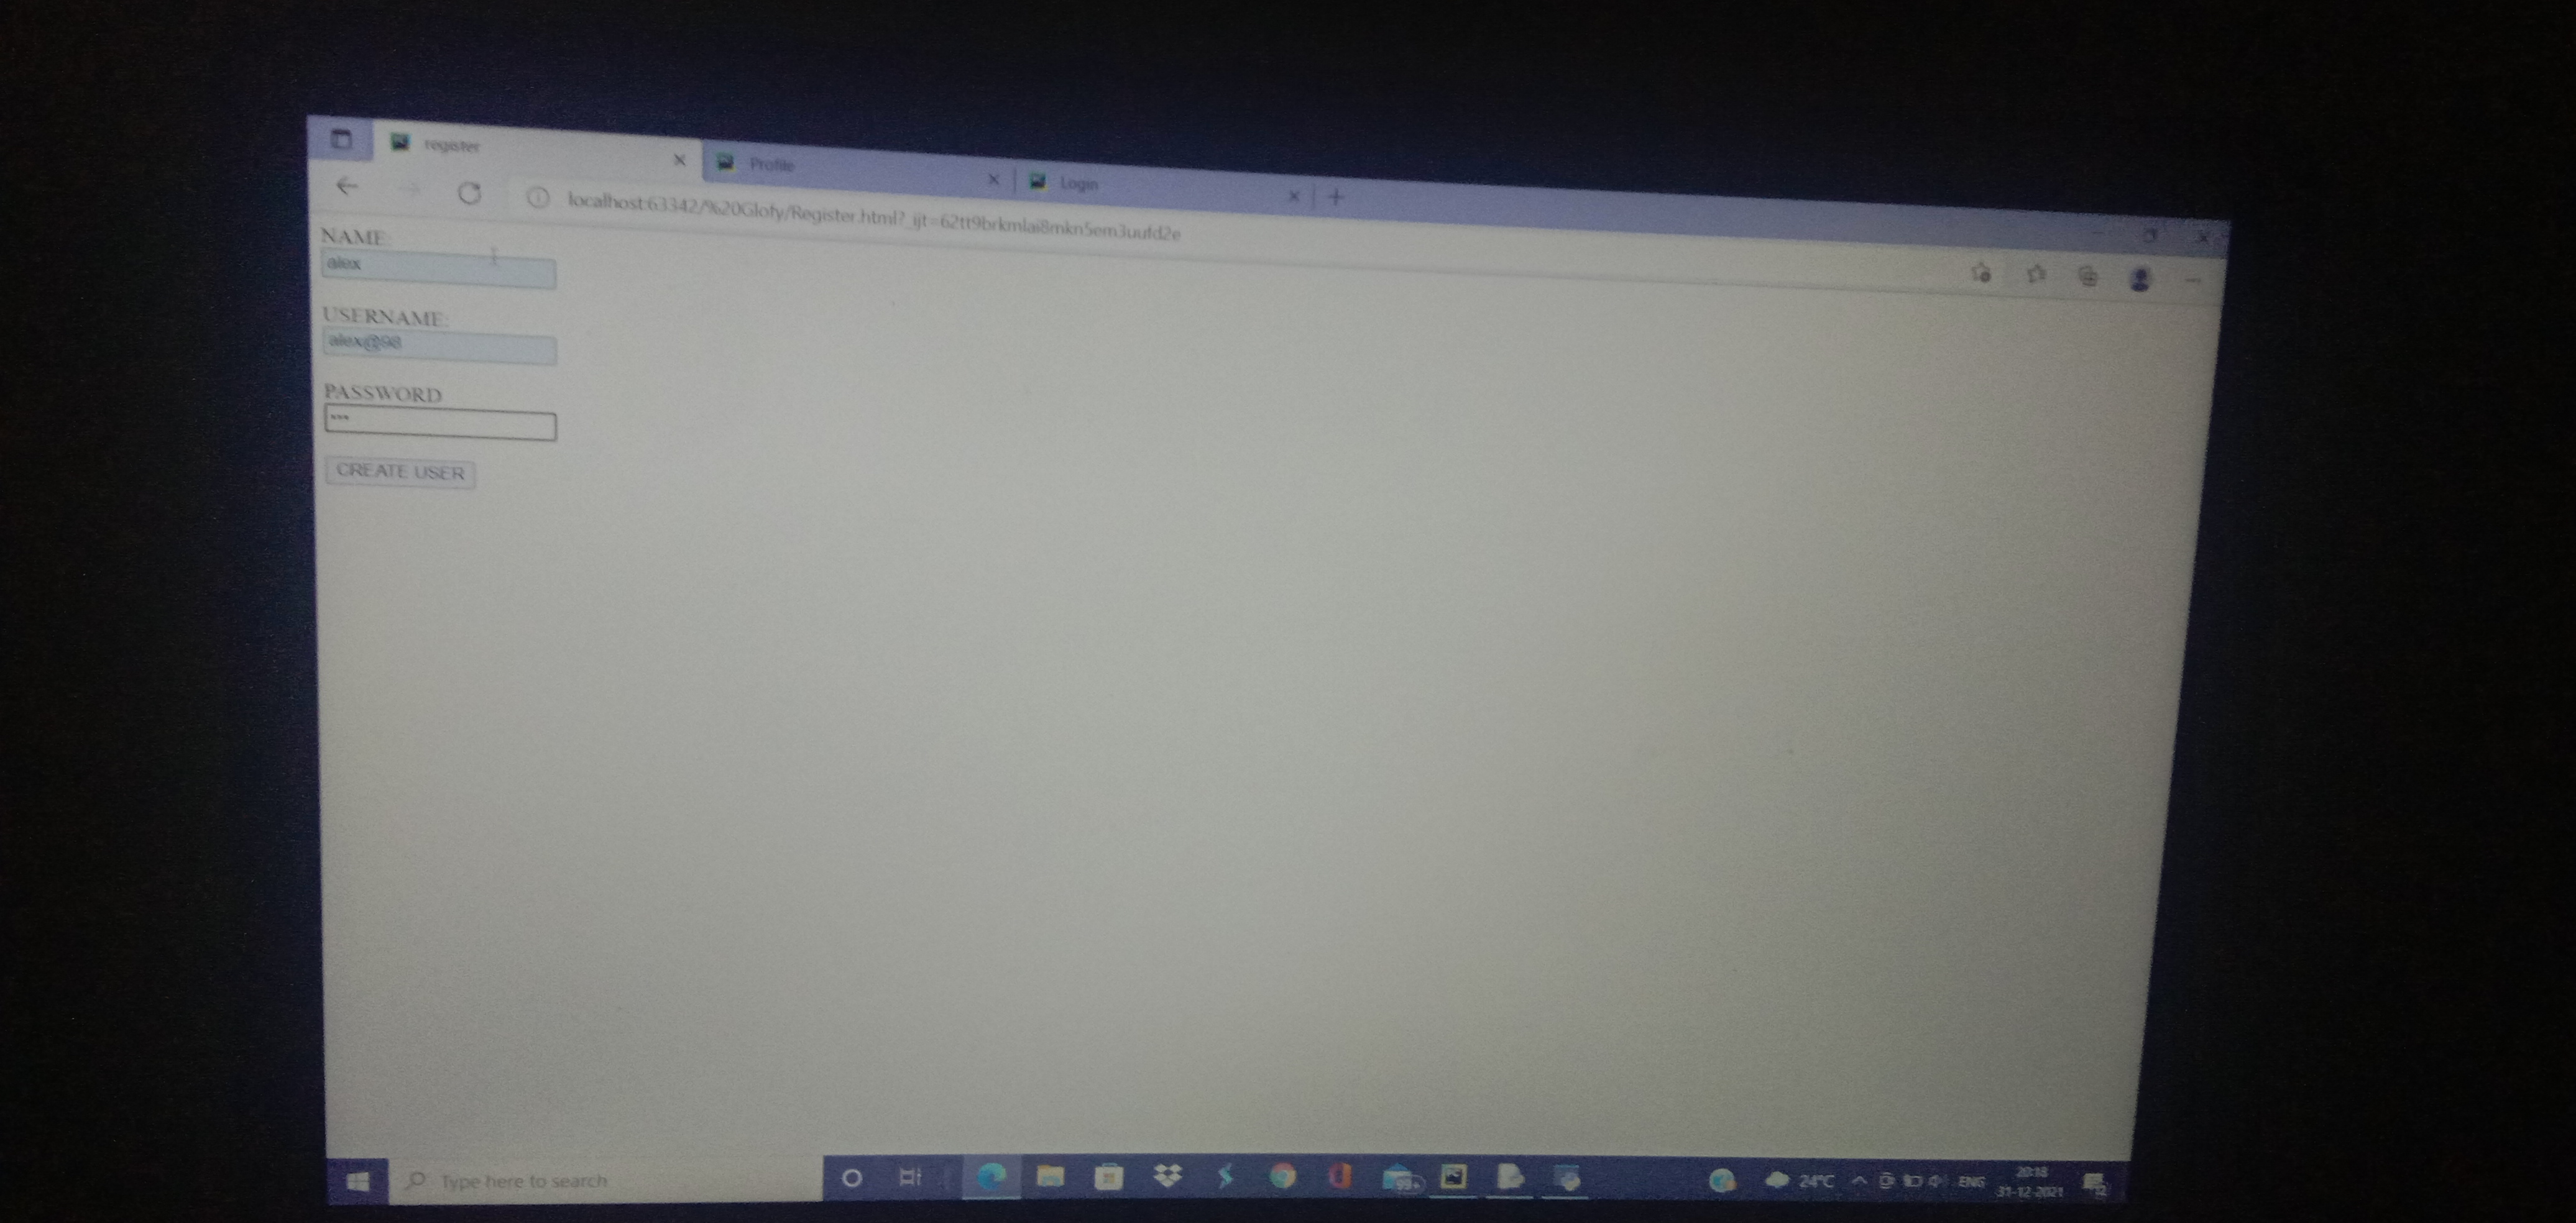 register
Profile
Login
localhost:63342/%20Glofy/Register.html?_ijt=62tt9brkmlai8mkn5em3uufd2e
NAME:
alex
USERNAME:
alex@98
PASSWORD
•••
CREATE USER
Type here to search
99+
24°C
ENG
20:18
31-12-2021